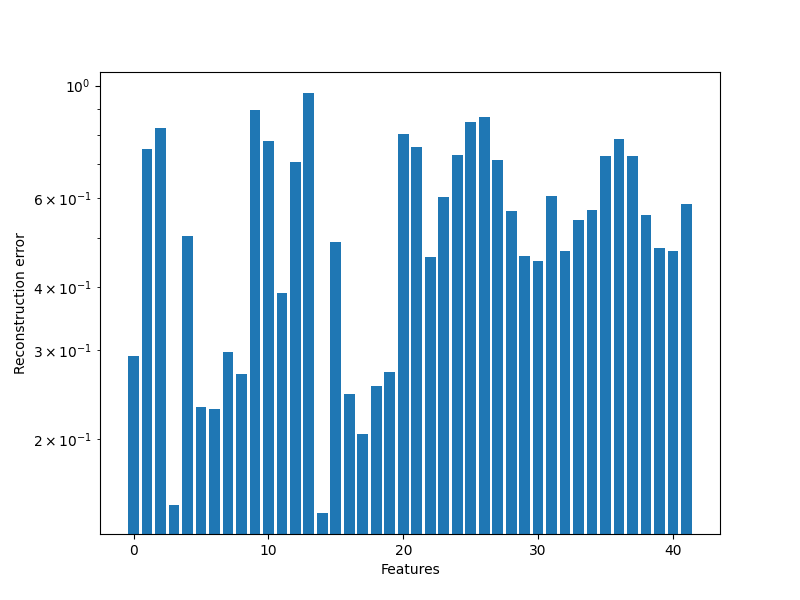 10⁰
6 × 10⁻¹
4 × 10⁻¹
3 × 10⁻¹
2 × 10⁻¹
Reconstruction error
0 10 20 30 40
Features